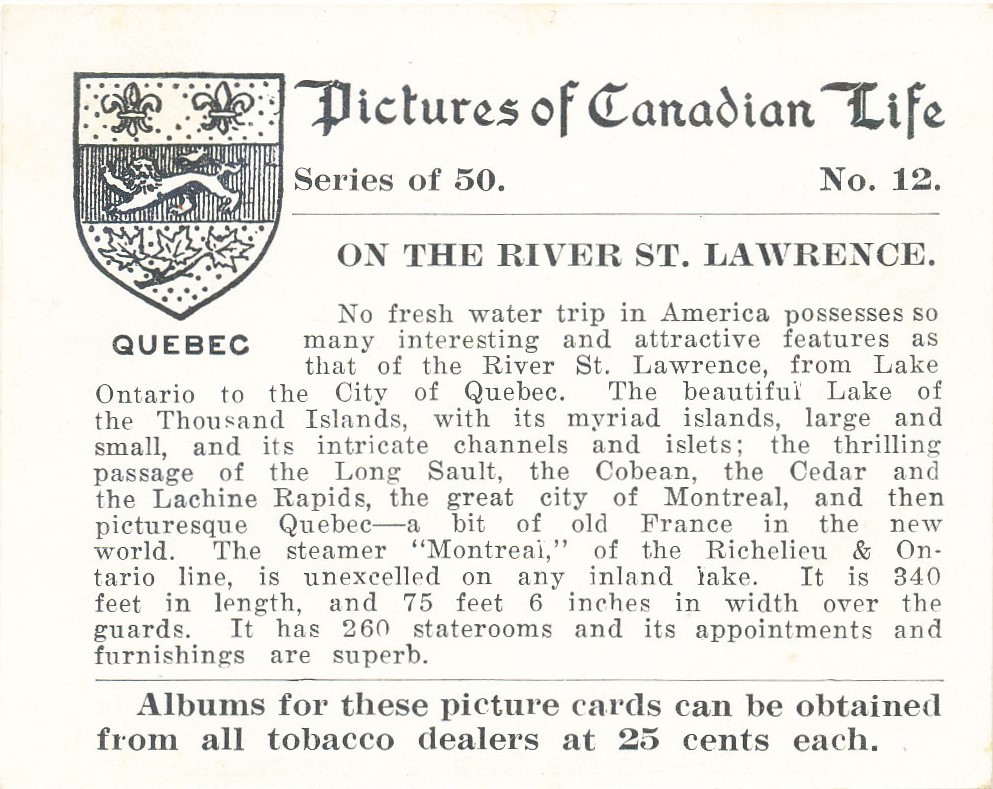 Pictures of Canadian Life
Series of 50. No. 12.
ON THE RIVER ST. LAWRENCE.
QUEBEC
No fresh water trip in America possesses so
many interesting and attractive features as
that of the River St. Lawrence, from Lake
Ontario to the City of Quebec. The beautiful Lake of
the Thousand Islands, with its myriad islands, large and
small, and its intricate channels and islets; the thrilling
passage of the Long Sault, the Cobean, the Cedar and
the Lachine Rapids, the great city of Montreal, and then
picturesque Quebec—a bit of old France in the new
world. The steamer "Montreal," of the Richelieu & On-
tario line, is unexcelled on any inland lake. It is 340
feet in length, and 75 feet 6 inches in width over the
guards. It has 260 staterooms and its appointments and
furnishings are superb.
Albums for these picture cards can be obtained
from all tobacco dealers at 25 cents each.